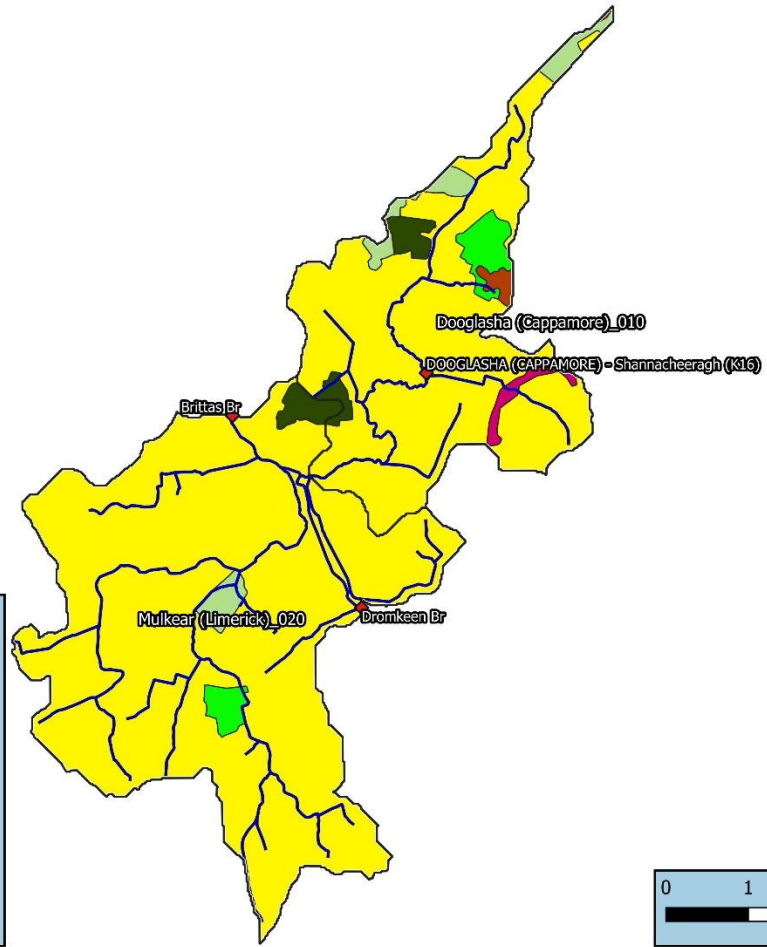 Dooglasha (Cappamore)_010
DOOGLASHA (CAPPAMORE) - Shannacheeragh (K16)
Brittas Br
Mulkear (Limerick)_020
Dromkeen Br
0 1